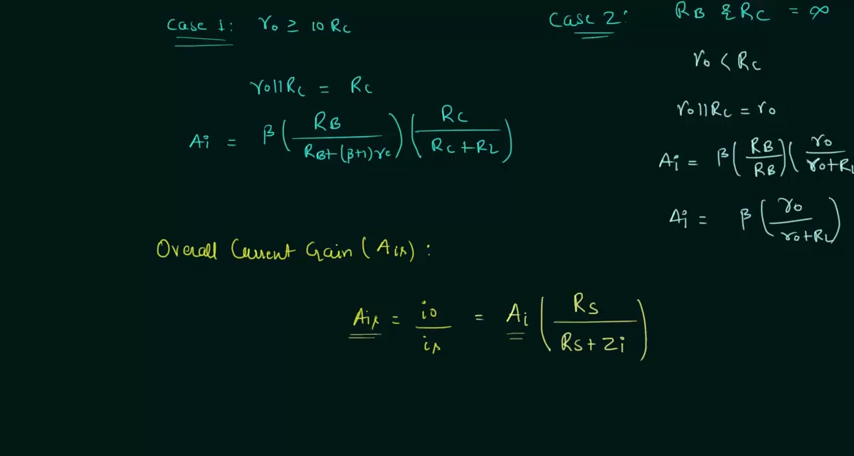 Case 1: ro ≥ 10 Rc
ro||Rc = Rc
Ai = β ( RB / RB+(β+1)re ) ( Rc / Rc+RL )
Case 2: RB & Rc = ∞
ro < Rc
ro||Rc = ro
Ai = β ( RB / RB ) ( ro / ro+RL
Ai = β ( ro / ro+RL )
Overall Current Gain ( Ais ) :
Ais = io / is = Ai ( Rs / Rs + Zi )